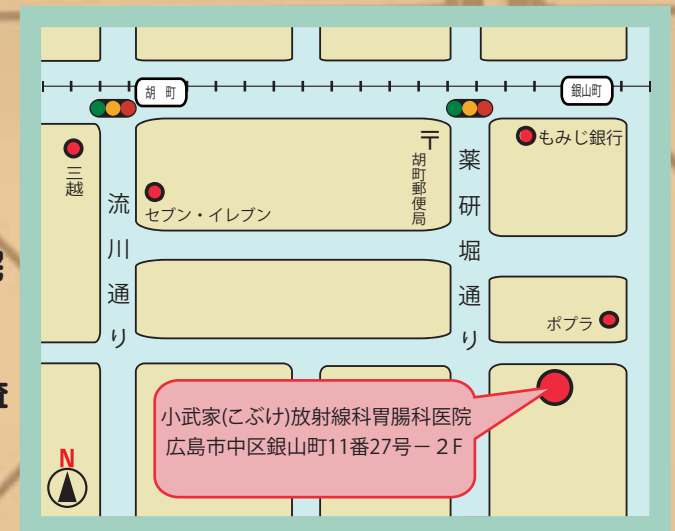 胡 町
銀山町
三越
流川通り
セブン・イレブン
〒
胡町郵便局
薬研堀通り
もみじ銀行
ポプラ
小武家(こぶけ)放射線科胃腸科医院
広島市中区銀山町11番27号－２F
N